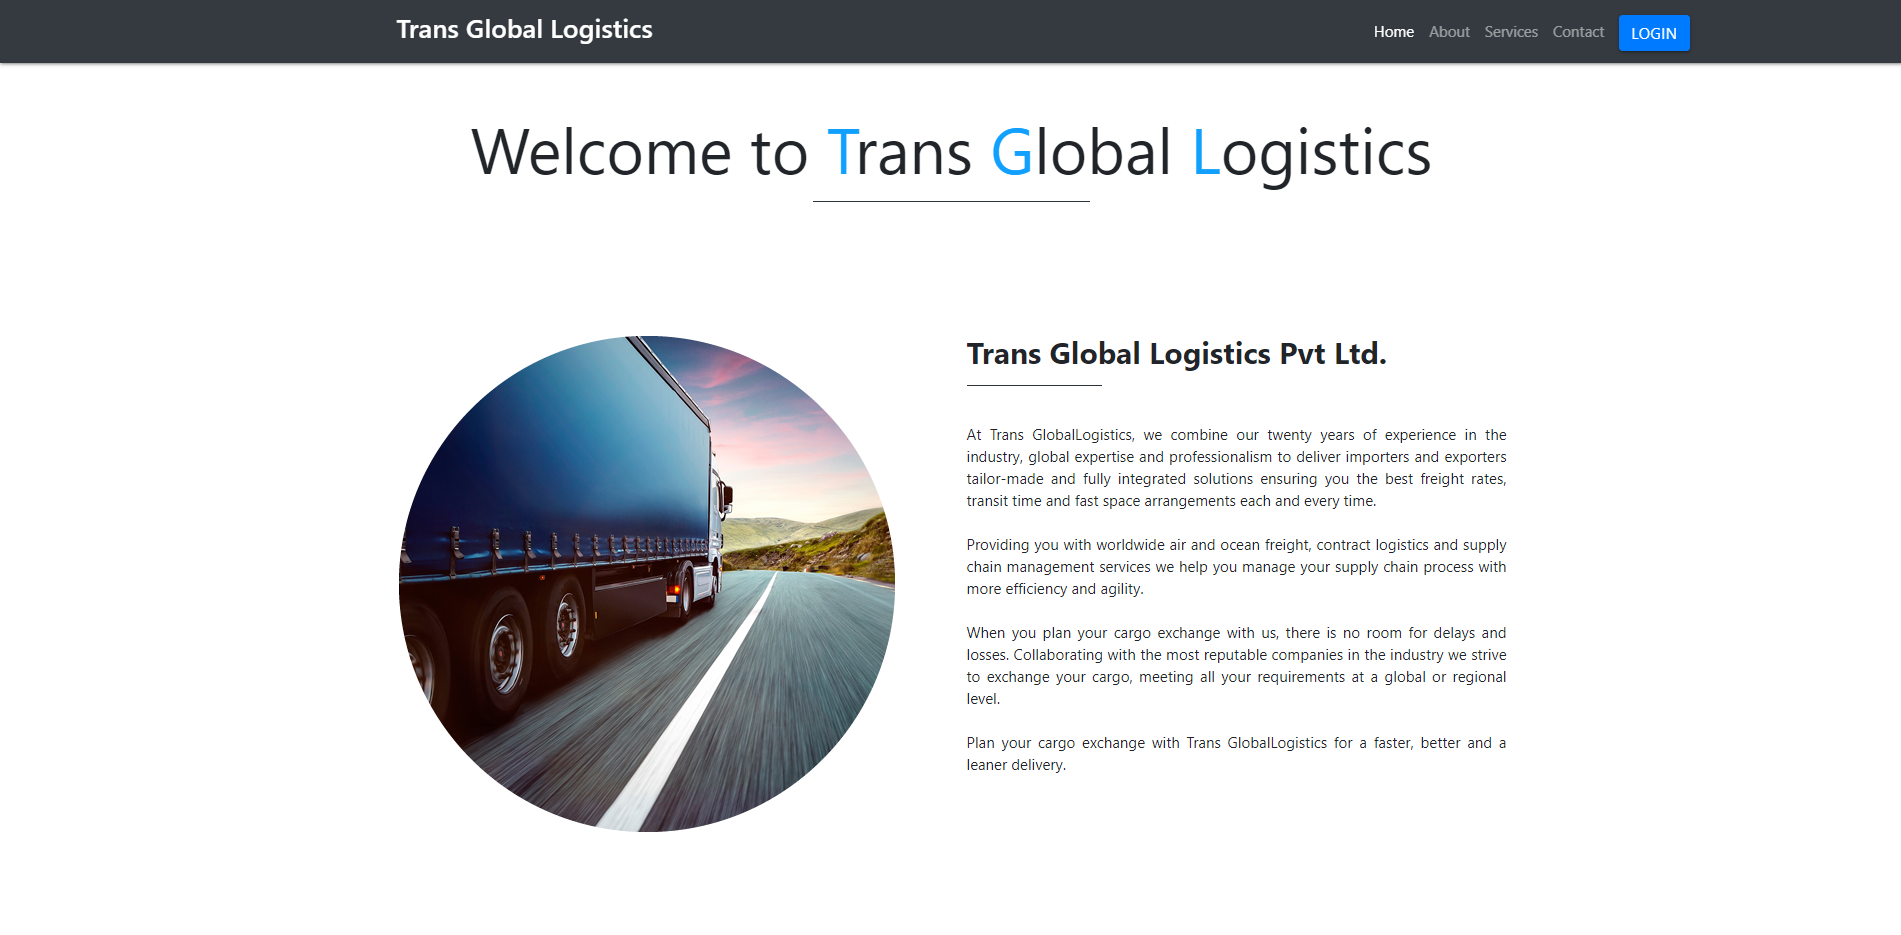 Trans Global Logistics
Home About Services Contact LOGIN
Welcome to Trans Global Logistics
Trans Global Logistics Pvt Ltd.
At Trans GlobalLogistics, we combine our twenty years of experience in the
industry, global expertise and professionalism to deliver importers and exporters
tailor-made and fully integrated solutions ensuring you the best freight rates,
transit time and fast space arrangements each and every time.
Providing you with worldwide air and ocean freight, contract logistics and supply
chain management services we help you manage your supply chain process with
more efficiency and agility.
When you plan your cargo exchange with us, there is no room for delays and
losses. Collaborating with the most reputable companies in the industry we strive
to exchange your cargo, meeting all your requirements at a global or regional
level.
Plan your cargo exchange with Trans GlobalLogistics for a faster, better and a
leaner delivery.